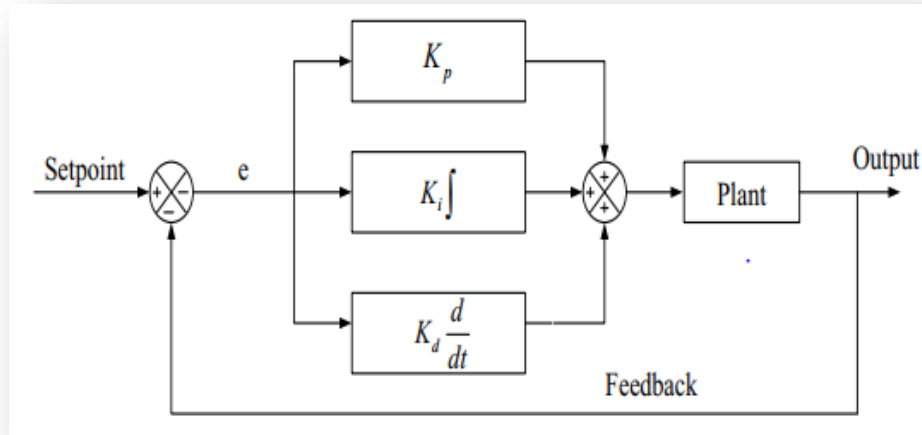 K_p
Setpoint
+
−
−
e
K_i∫
+
+
+
Plant
Output
K_d d/dt
Feedback